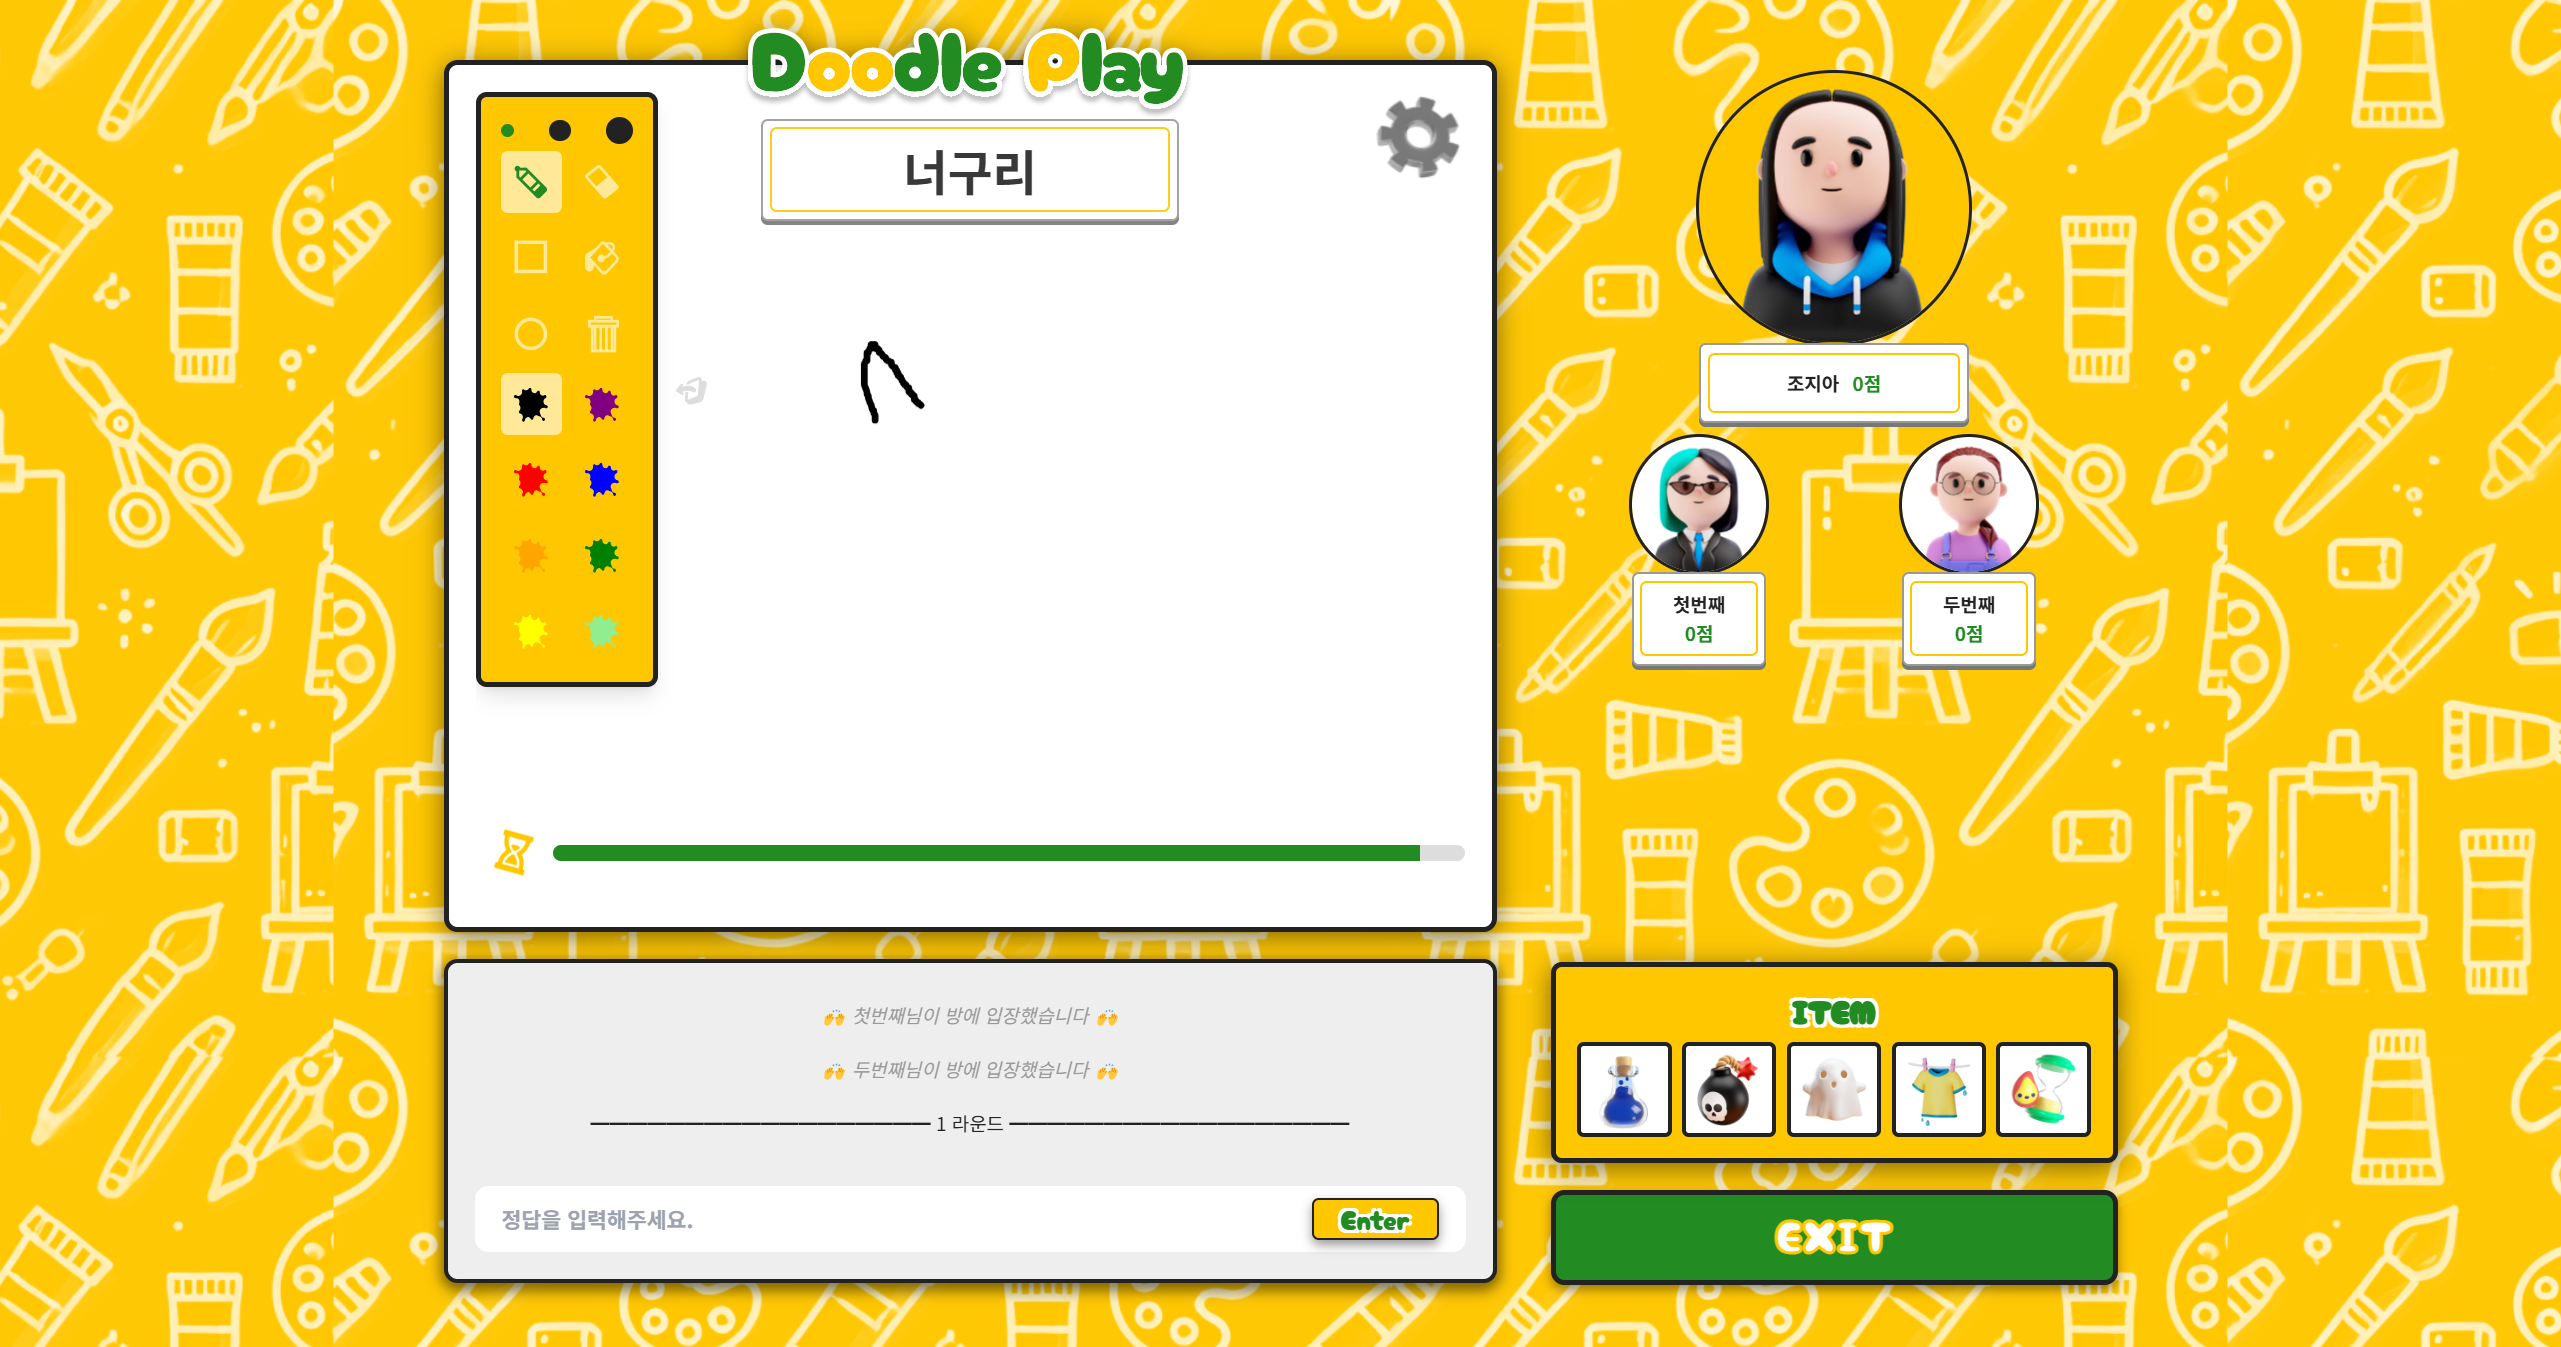 Doodle Play
너구리
조지아 0점
첫번째
0점
두번째
0점
🙌 첫번째님이 방에 입장했습니다 🙌
🙌 두번째님이 방에 입장했습니다 🙌
1 라운드
정답을 입력해주세요.
Enter
ITEM
EXIT